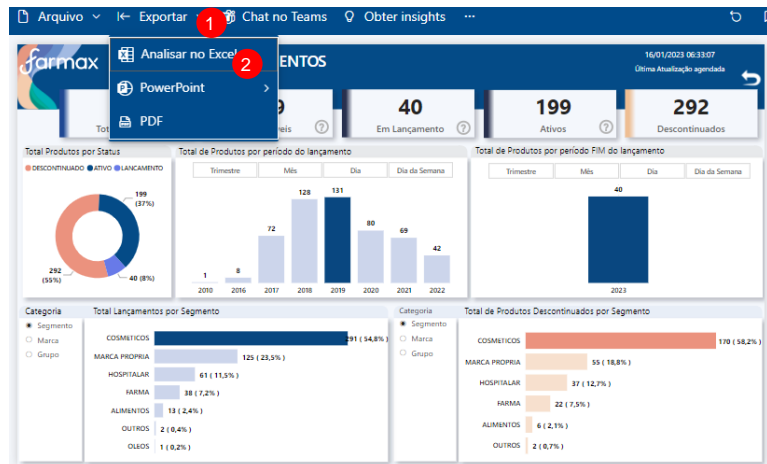 Arquivo
Exportar
Chat no Teams
Obter insights
...
1
Analisar no Excel
2
PowerPoint
PDF
farmax
ENTOS
16/01/2023 06:33:07
Última Atualização agendada
Tot
9
eis
?
40
Em Lançamento
?
199
Ativos
?
292
Descontinuados
Total Produtos por Status
DESCONTINUADO ATIVO LANCAMENTO
199
(37%)
292
(55%)
40 (8%)
Total de Produtos por período do lançamento
Trimestre Mês Dia Dia da Semana
1 8 72 128 131 80 69 42
2010 2016 2017 2018 2019 2020 2021 2022
Total de Produtos por período FIM do lançamento
Trimestre Mês Dia Dia da Semana
40
2023
Categoria
Segmento
Marca
Grupo
Total Lançamentos por Segmento
COSMETICOS 291 ( 54,8% )
MARCA PROPRIA 125 ( 23,5% )
HOSPITALAR 61 ( 11,5% )
FARMA 38 ( 7,2% )
ALIMENTOS 13 ( 2,4% )
OUTROS 2 ( 0,4% )
OLEOS 1 ( 0,2% )
Categoria
Segmento
Marca
Grupo
Total de Produtos Descontinuados por Segmento
COSMETICOS 170 ( 58,2% )
MARCA PROPRIA 55 ( 18,8% )
HOSPITALAR 37 ( 12,7% )
FARMA 22 ( 7,5% )
ALIMENTOS 6 ( 2,1% )
OUTROS 2 ( 0,7% )